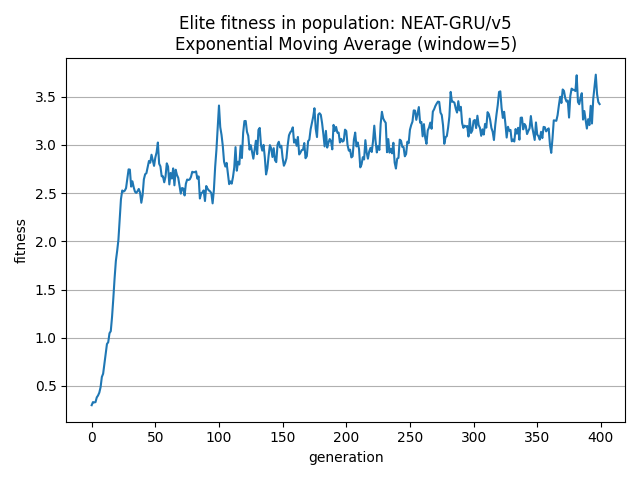 Elite fitness in population: NEAT-GRU/v5
Exponential Moving Average (window=5)
fitness
3.5
3.0
2.5
2.0
1.5
1.0
0.5
0 50 100 150 200 250 300 350 400
generation